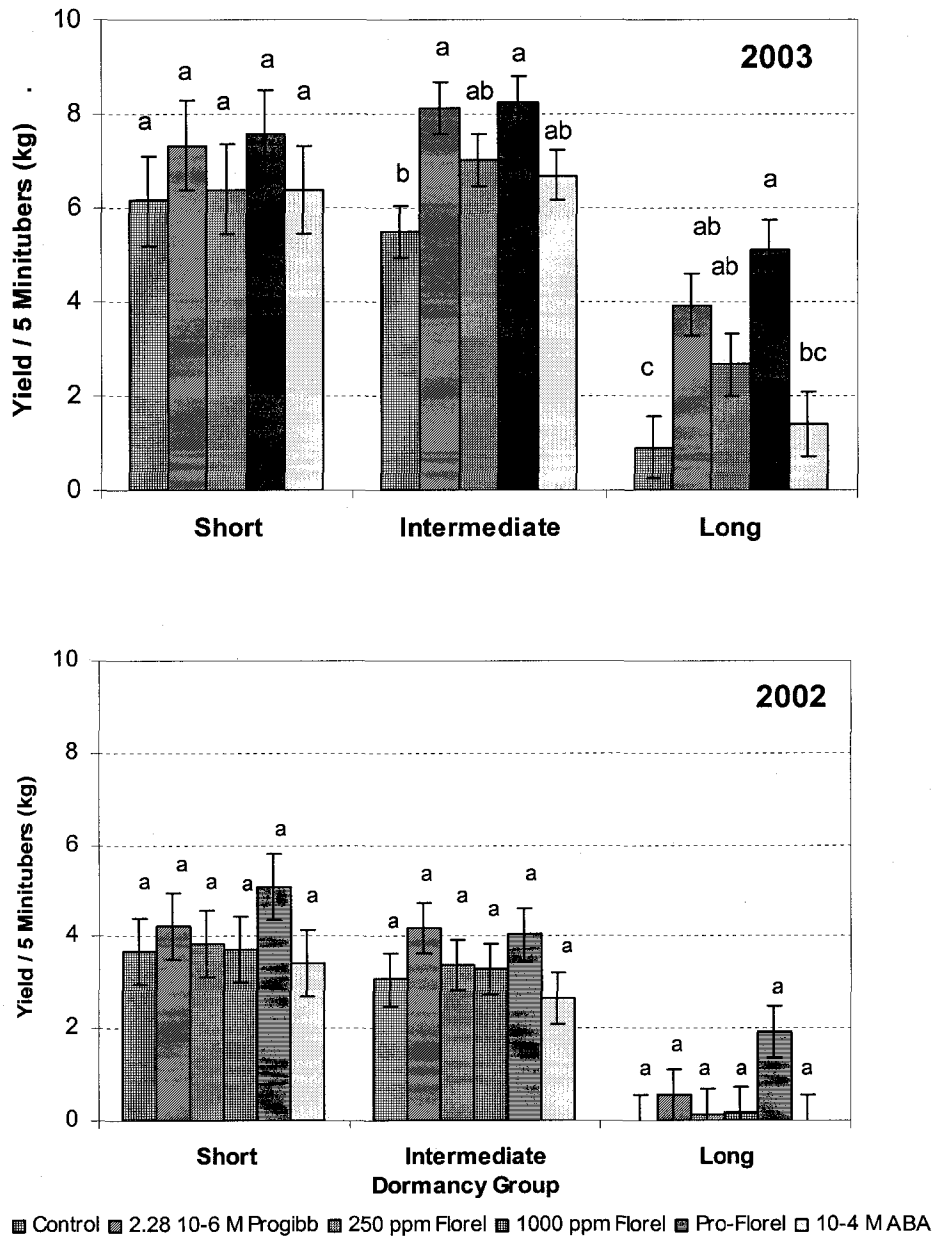 10
2003
a
a
a
a
a
a
a
b
ab
ab
a
ab
ab
c
bc
8
6
4
2
0
Yield / 5 Minitubers (kg)
Short Intermediate Long
10
2002
a
a a a a a
a
a a a a a
a
a a a a a
8
6
4
2
0
Yield / 5 Minitubers (kg)
Short Intermediate Long
Dormancy Group
Control 2.28 10-6 M Progibb 250 ppm Florel 1000 ppm Florel Pro-Florel 10-4 M ABA